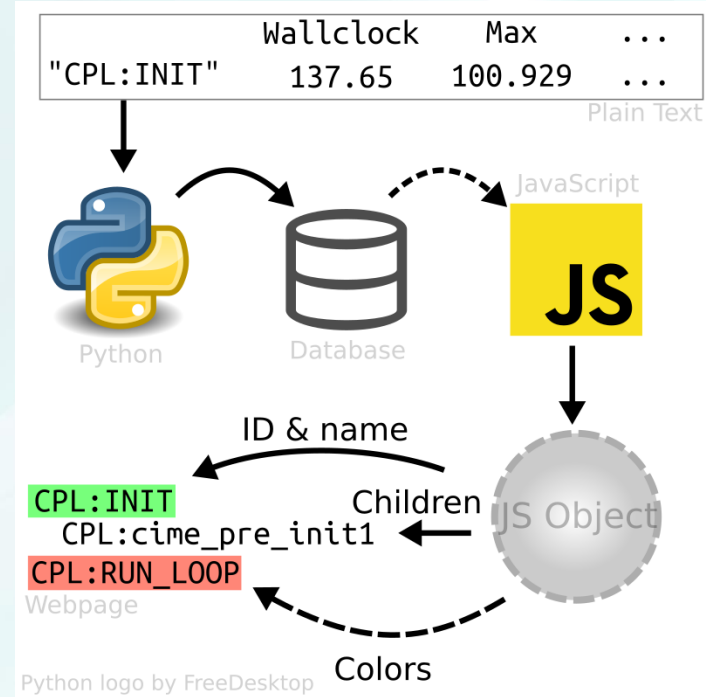 Wallclock Max ...
"CPL:INIT" 137.65 100.929 ...
Plain Text
JavaScript
JS
Python
Database
ID & name
CPL:INIT
Children
JS Object
CPL:cime_pre_init1
CPL:RUN_LOOP
Webpage
Colors
Python logo by FreeDesktop